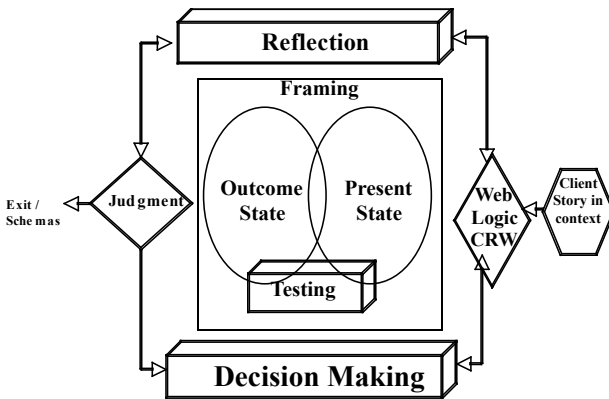 Reflection
Framing
Exit /
Schemas
Judgment
Outcome
State
Present
State
Web
Logic
CRW
Client
Story in
context
Testing
Decision Making